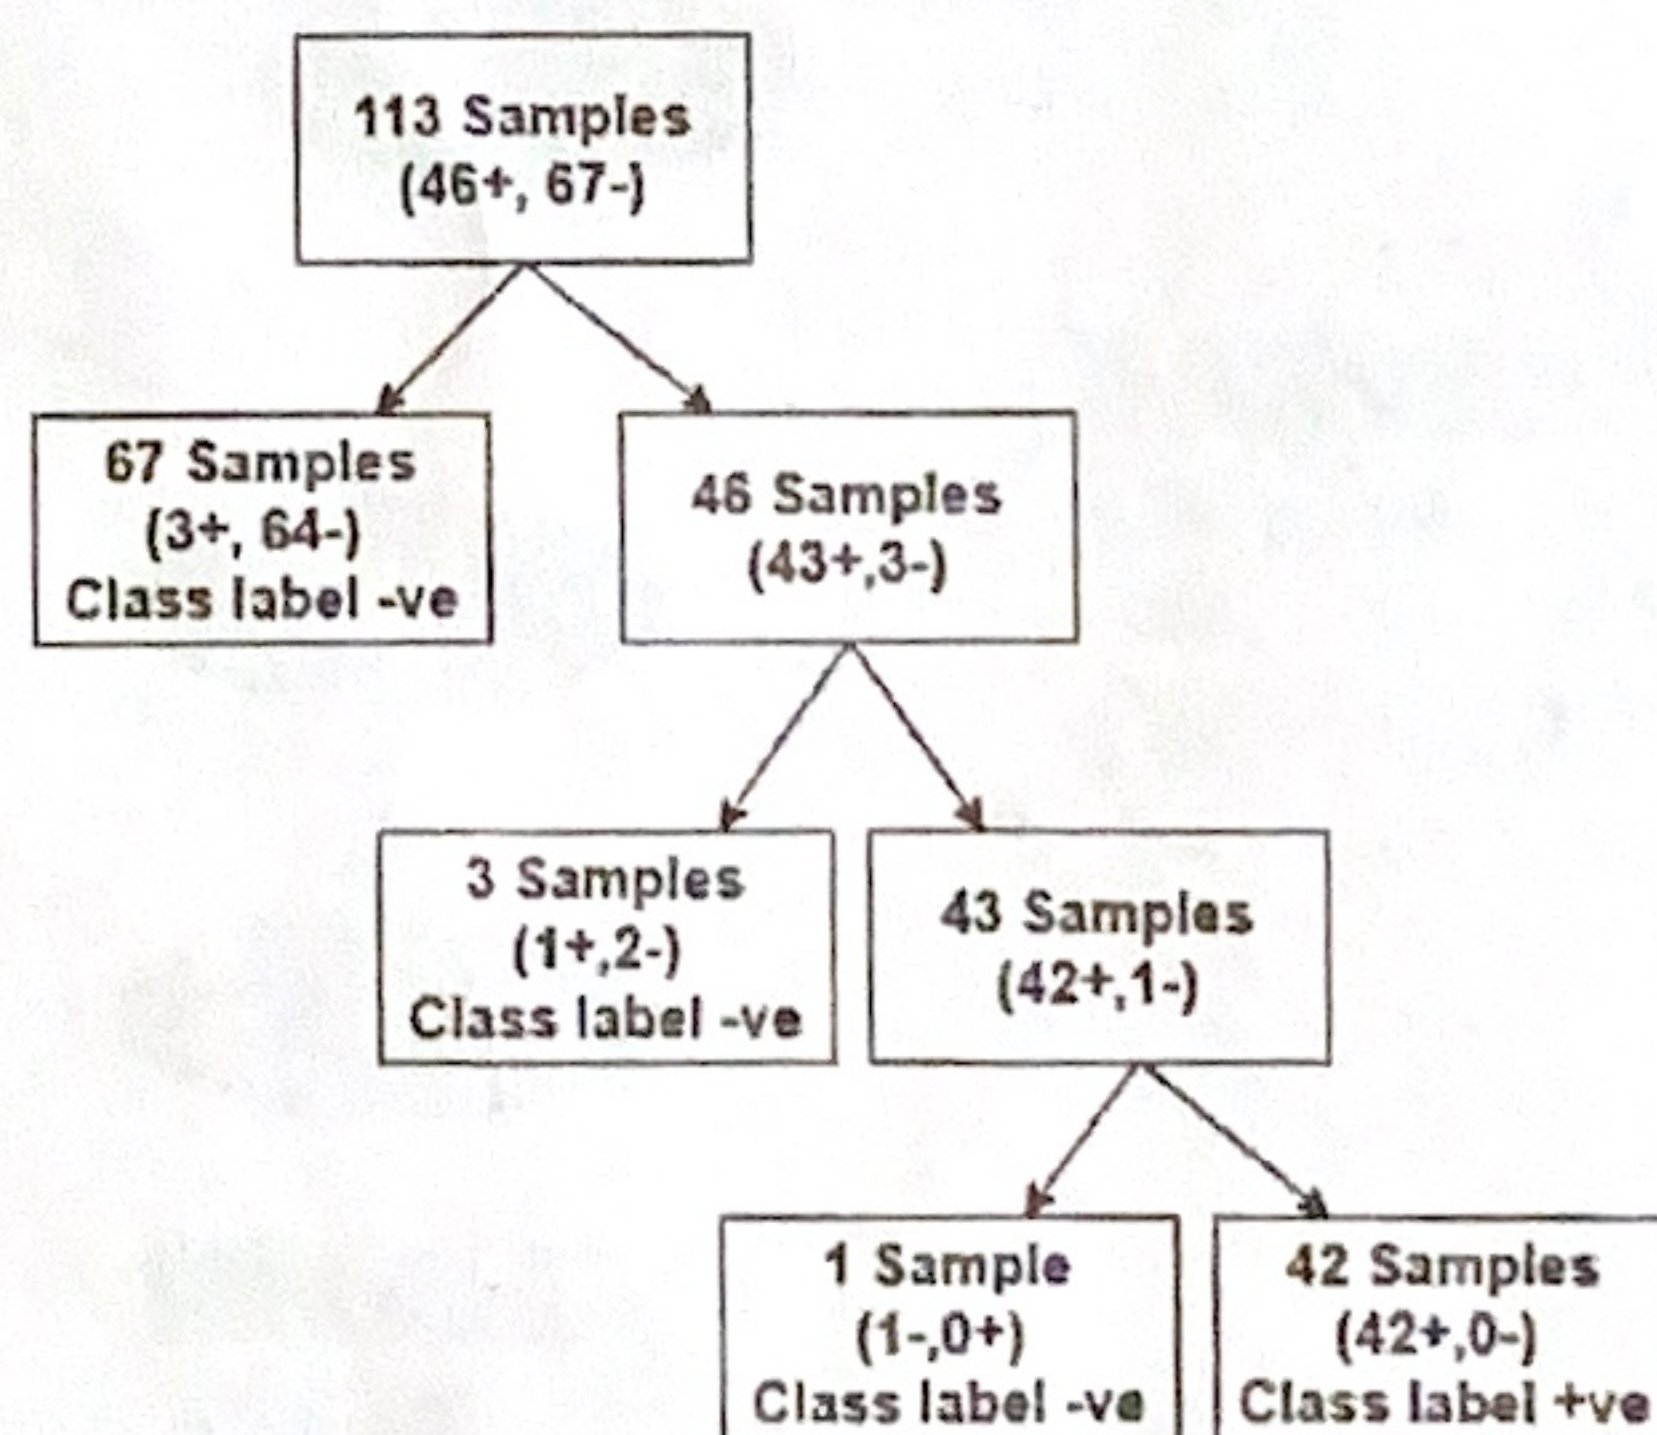 113 Samples
(46+, 67-)
67 Samples
(3+, 64-)
Class label -ve
46 Samples
(43+,3-)
3 Samples
(1+,2-)
Class label -ve
43 Samples
(42+,1-)
1 Sample
(1-,0+)
Class label -ve
42 Samples
(42+,0-)
Class label +ve